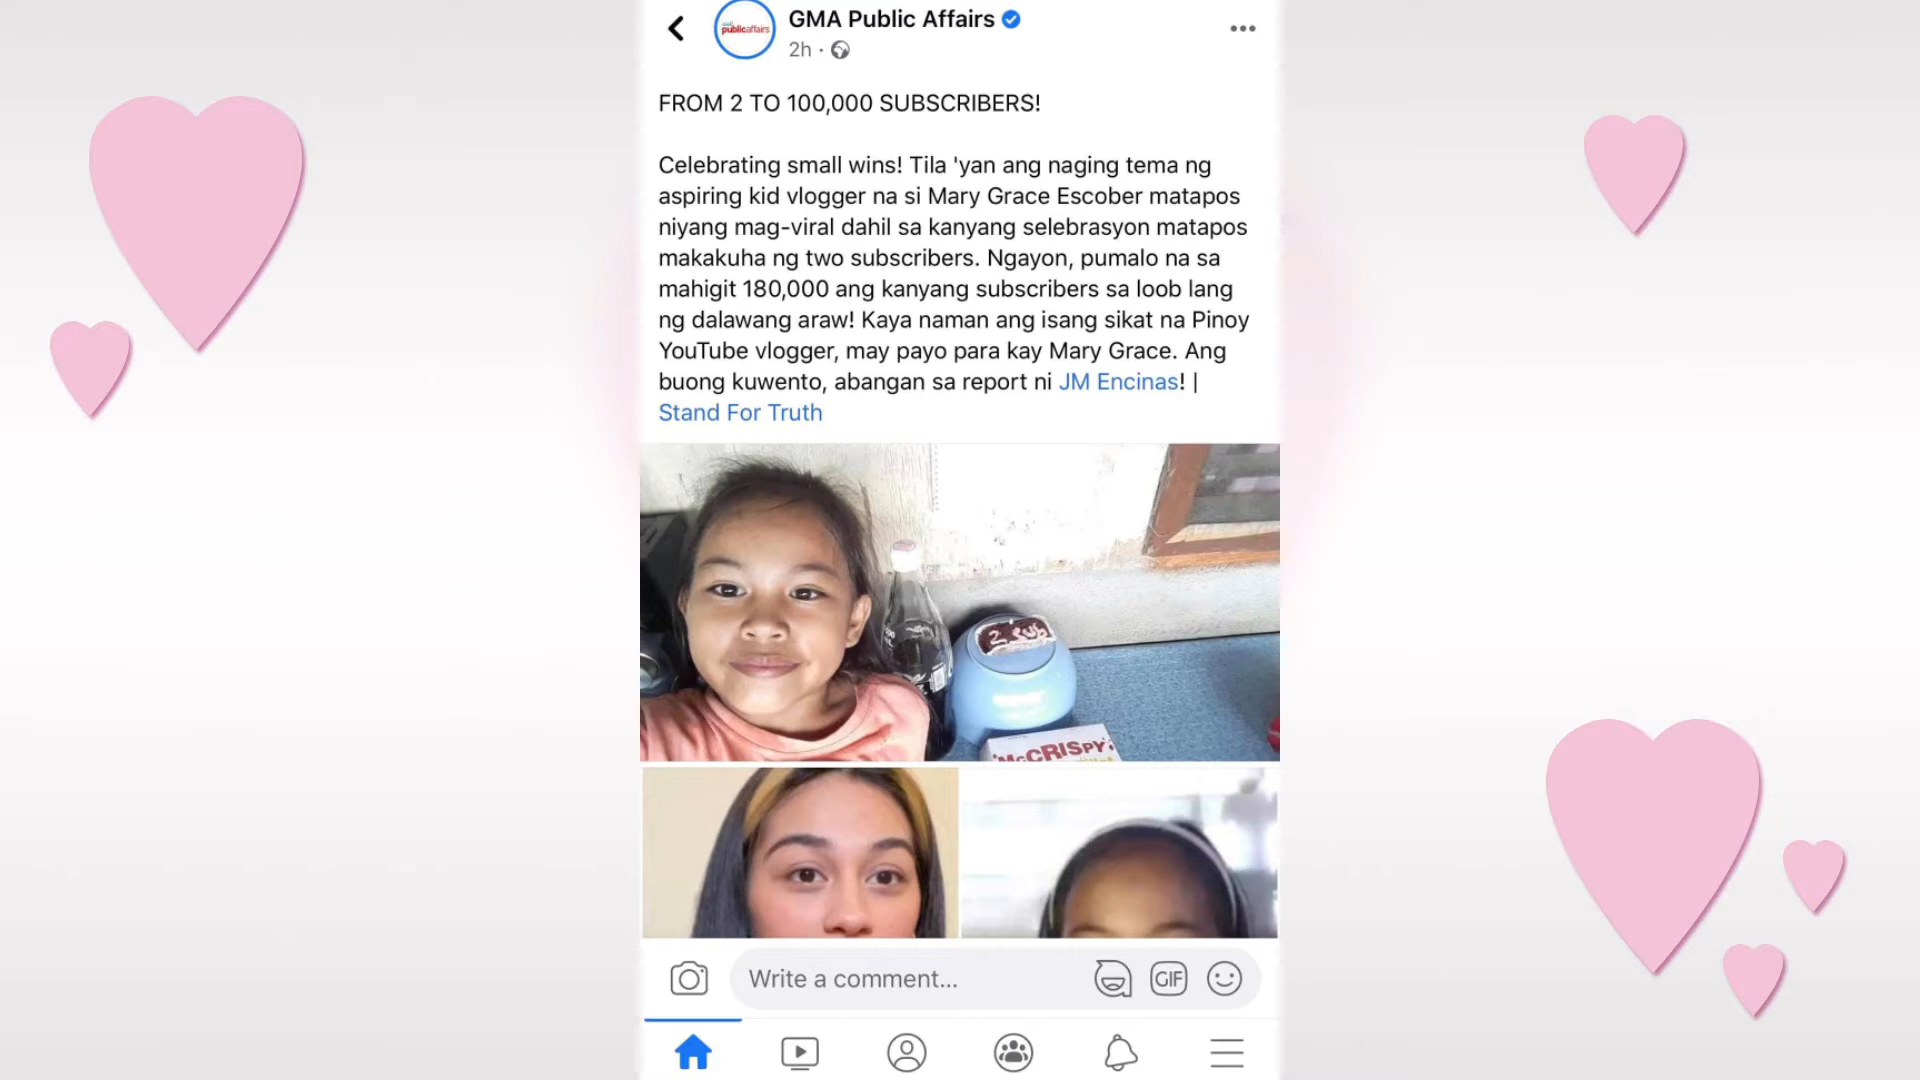 publicaffairs
GMA Public Affairs
2h ·
FROM 2 TO 100,000 SUBSCRIBERS!
Celebrating small wins! Tila 'yan ang naging tema ng
aspiring kid vlogger na si Mary Grace Escober matapos
niyang mag-viral dahil sa kanyang selebrasyon matapos
makakuha ng two subscribers. Ngayon, pumalo na sa
mahigit 180,000 ang kanyang subscribers sa loob lang
ng dalawang araw! Kaya naman ang isang sikat na Pinoy
YouTube vlogger, may payo para kay Mary Grace. Ang
buong kuwento, abangan sa report ni JM Encinas! |
Stand For Truth
2 sub
McCRISPY
Write a comment...
GIF